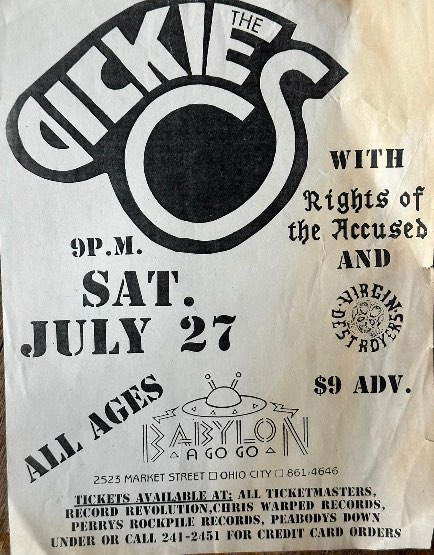 THE
DICKIES
WITH
Rights of
the Accused
AND
VIRGIN
DESTROYERS
9P.M.
SAT.
JULY 27
$9 ADV.
ALL AGES
BABYLON
A GO GO
2523 MARKET STREET □ OHIO CITY □ 861-4646
TICKETS AVAILABLE AT: ALL TICKETMASTERS,
RECORD REVOLUTION,CHRIS WARPED RECORDS,
PERRYS ROCKPILE RECORDS, PEABODYS DOWN
UNDER OR CALL 241-2451 FOR CREDIT CARD ORDERS